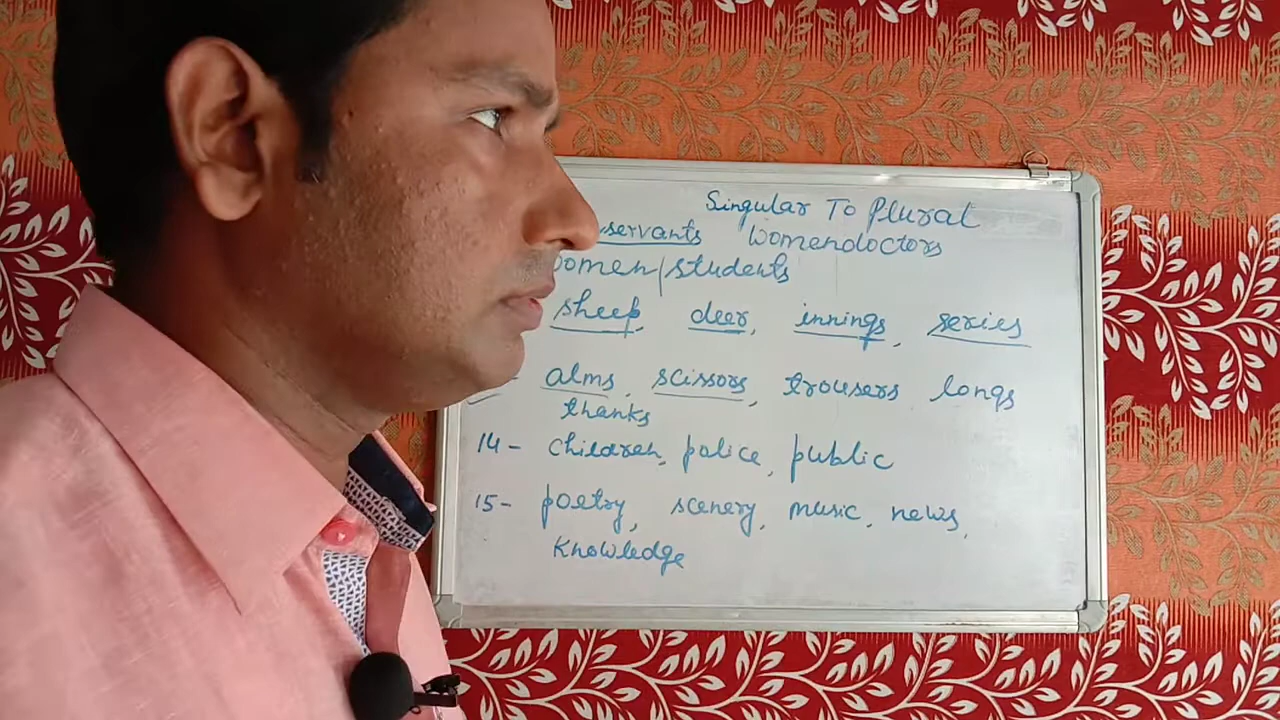 Singular To Plural
servants Womendoctors
women/students
sheep, deer, innings, series
alms, scissors, trousers longs
thanks
14- children, police, public
15- poetry, scenery, music, news,
Knowledge